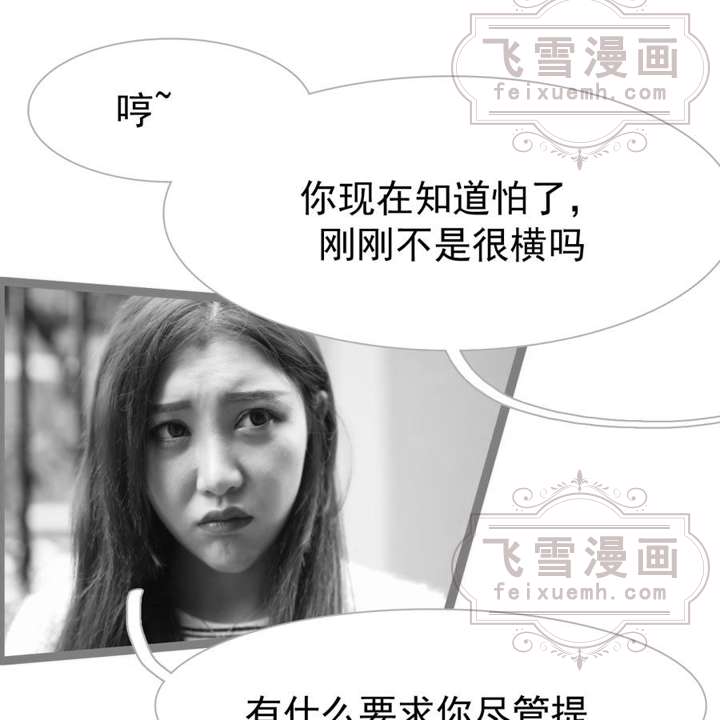 飞雪漫画
feixuemh.com
哼~
你现在知道怕了，
刚刚不是很横吗
飞雪漫画
feixuemh.com
有什么要求你尽管提